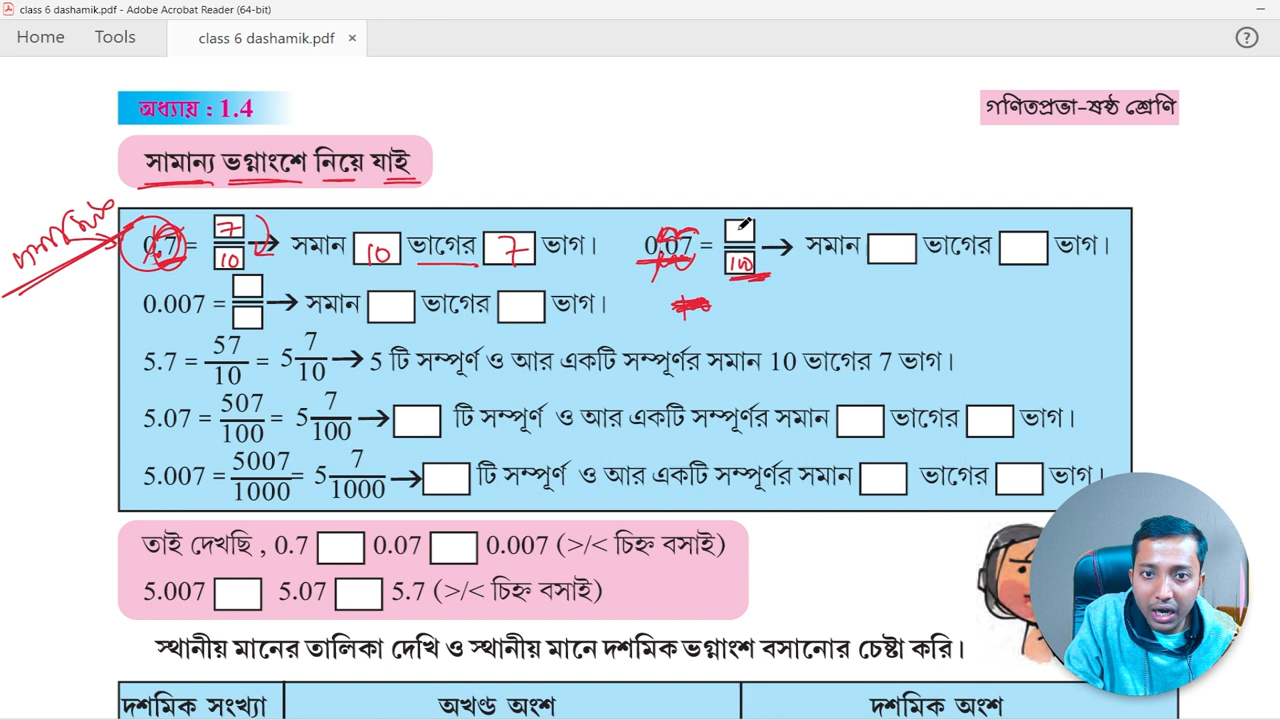 class 6 dashamik.pdf - Adobe Acrobat Reader (64-bit)
Home Tools class 6 dashamik.pdf ×
অধ্যায় : 1.4 গণিতপ্রভা-ষষ্ঠ শ্রেণি
সামান্য ভগ্নাংশে নিয়ে যাই
0.7 = 7/10 → সমান 10 ভাগের 7 ভাগ। 0.07 = /100 → সমান ভাগের ভাগ।
0.007 = → সমান ভাগের ভাগ।
5.7 = 57/10 = 5 7/10 → 5 টি সম্পূর্ণ ও আর একটি সম্পূর্ণর সমান 10 ভাগের 7 ভাগ।
5.07 = 507/100 = 5 7/100 → টি সম্পূর্ণ ও আর একটি সম্পূর্ণর সমান ভাগের ভাগ।
5.007 = 5007/1000 = 5 7/1000 → টি সম্পূর্ণ ও আর একটি সম্পূর্ণর সমান ভাগের ভাগ।
তাই দেখছি , 0.7 0.07 0.007 (>/< চিহ্ন বসাই)
5.007 5.07 5.7 (>/< চিহ্ন বসাই)
স্থানীয় মানের তালিকা দেখি ও স্থানীয় মানে দশমিক ভগ্নাংশ বসানোর চেষ্টা করি।
দশমিক সংখ্যা অখণ্ড অংশ দশমিক অংশ